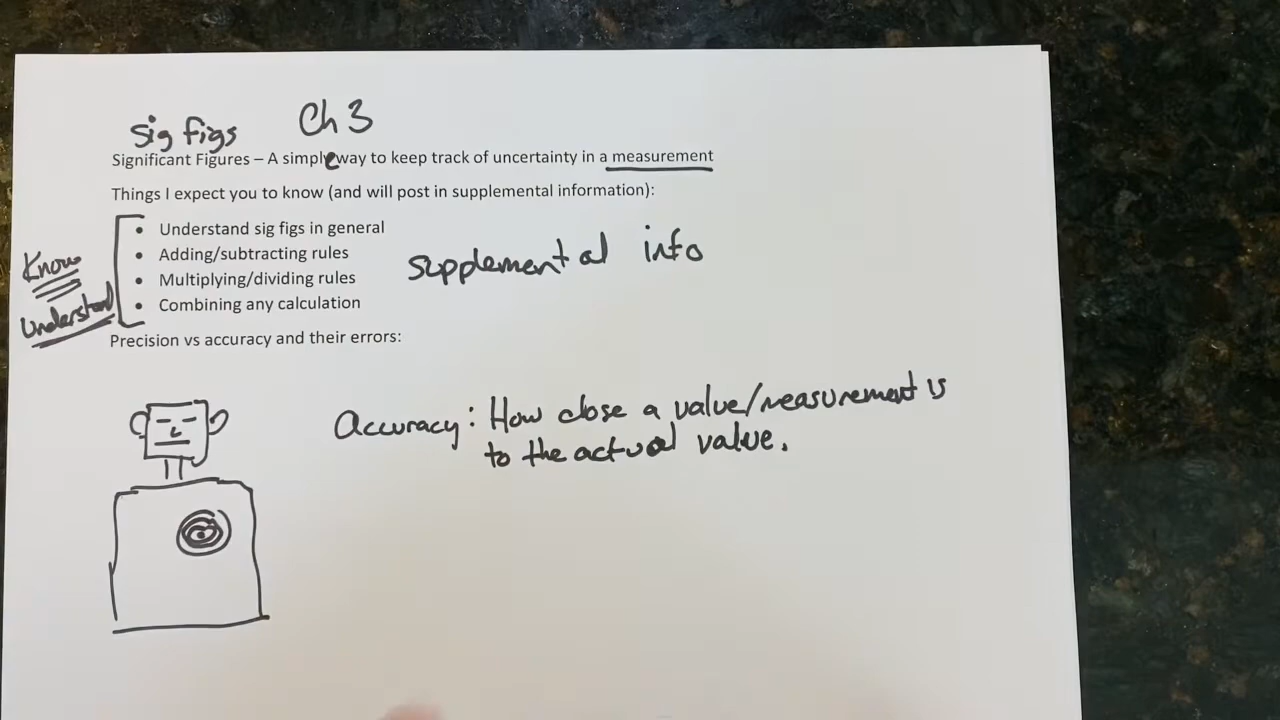 Sig figs Ch 3
Significant Figures – A simple way to keep track of uncertainty in a measurement
Things I expect you to know (and will post in supplemental information):
• Understand sig figs in general
• Adding/subtracting rules
• Multiplying/dividing rules
• Combining any calculation
Know
Understand
supplemental info
Precision vs accuracy and their errors:
Accuracy: How close a value/measurement is
to the actual value.